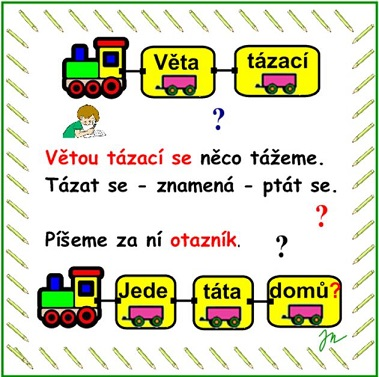 Věta tázací
?
Větou tázací se něco tážeme.
Tázat se - znamená - ptát se.
?
Píšeme za ní otazník.
?
Jede táta domů?